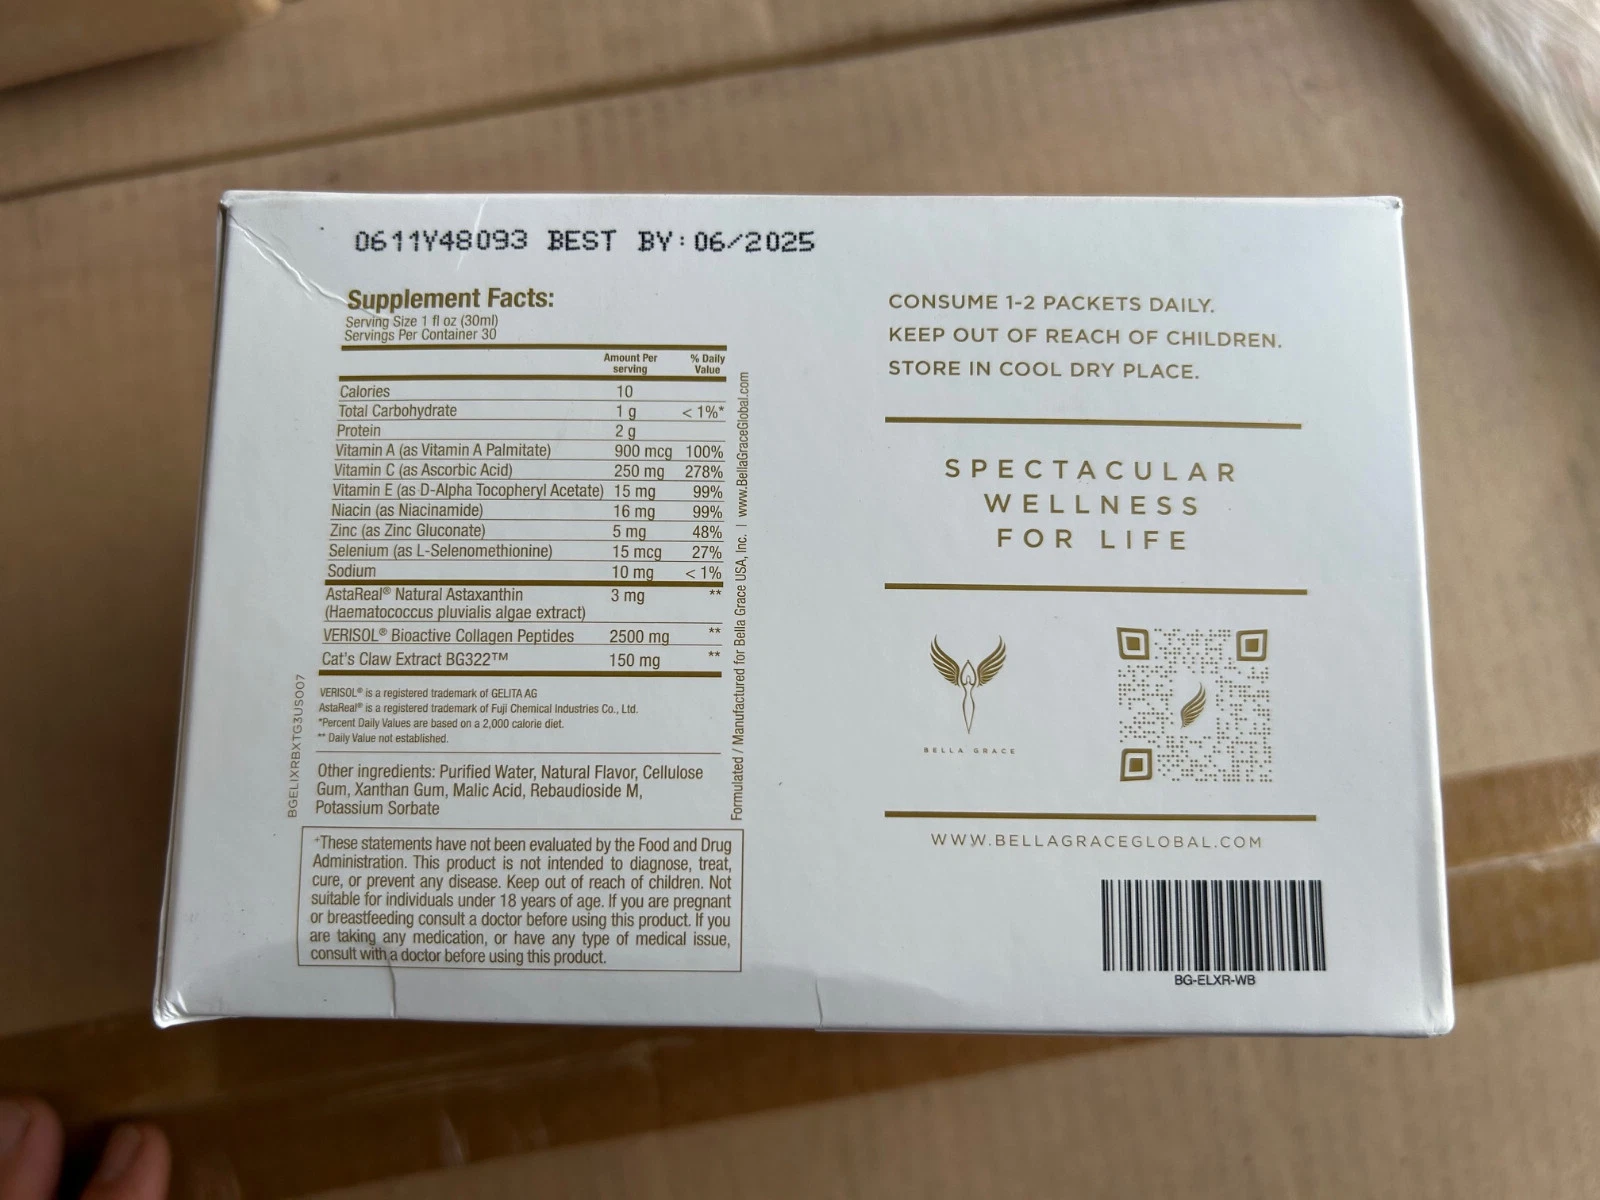 0611Y48093 BEST BY:06/2025
Supplement Facts:
Serving Size 1 fl oz (30ml)
Servings Per Container 30
Amount Per serving % Daily Value
Calories 10
Total Carbohydrate 1 g < 1%*
Protein 2 g
Vitamin A (as Vitamin A Palmitate) 900 mcg 100%
Vitamin C (as Ascorbic Acid) 250 mg 278%
Vitamin E (as D-Alpha Tocopheryl Acetate) 15 mg 99%
Niacin (as Niacinamide) 16 mg 99%
Zinc (as Zinc Gluconate) 5 mg 48%
Selenium (as L-Selenomethionine) 15 mcg 27%
Sodium 10 mg < 1%
AstaReal® Natural Astaxanthin 3 mg **
(Haematococcus pluvialis algae extract)
VERISOL® Bioactive Collagen Peptides 2500 mg **
Cat's Claw Extract BG322™ 150 mg **
VERISOL® is a registered trademark of GELITA AG
AstaReal® is a registered trademark of Fuji Chemical Industries Co., Ltd.
*Percent Daily Values are based on a 2,000 calorie diet.
** Daily Value not established.
Other ingredients: Purified Water, Natural Flavor, Cellulose
Gum, Xanthan Gum, Malic Acid, Rebaudioside M,
Potassium Sorbate
+These statements have not been evaluated by the Food and Drug
Administration. This product is not intended to diagnose, treat,
cure, or prevent any disease. Keep out of reach of children. Not
suitable for individuals under 18 years of age. If you are pregnant
or breastfeeding consult a doctor before using this product. If you
are taking any medication, or have any type of medical issue,
consult with a doctor before using this product.
BGELIXRBXTG3US007
Formulated / Manufactured for Bella Grace USA, Inc. | www.BellaGraceGlobal.com
CONSUME 1-2 PACKETS DAILY.
KEEP OUT OF REACH OF CHILDREN.
STORE IN COOL DRY PLACE.
SPECTACULAR
WELLNESS
FOR LIFE
BELLA GRACE
WWW.BELLAGRACEGLOBAL.COM
BG-ELXR-WB